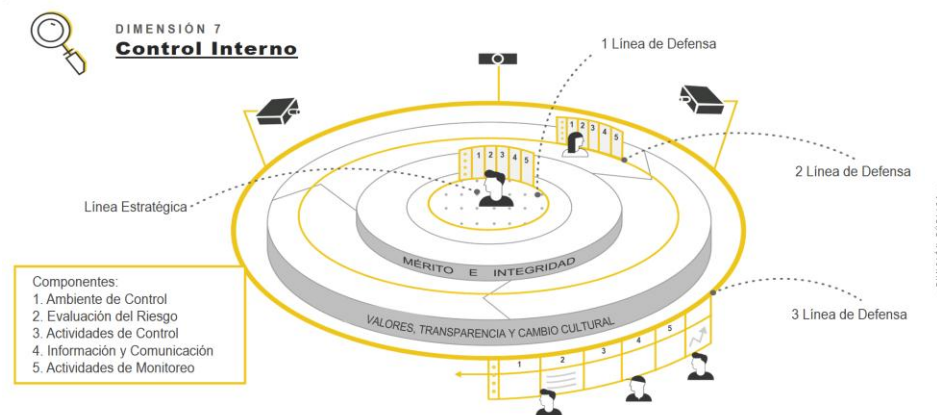 DIMENSIÓN 7
Control Interno
1 Línea de Defensa
1 2 3 4 5
1 2 3 4 5
2 Línea de Defensa
Línea Estratégica
MÉRITO E INTEGRIDAD
Componentes:
1. Ambiente de Control
2. Evaluación del Riesgo
3. Actividades de Control
4. Información y Comunicación
5. Actividades de Monitoreo
VALORES, TRANSPARENCIA Y CAMBIO CULTURAL
3 Línea de Defensa
1 2 3 4 5